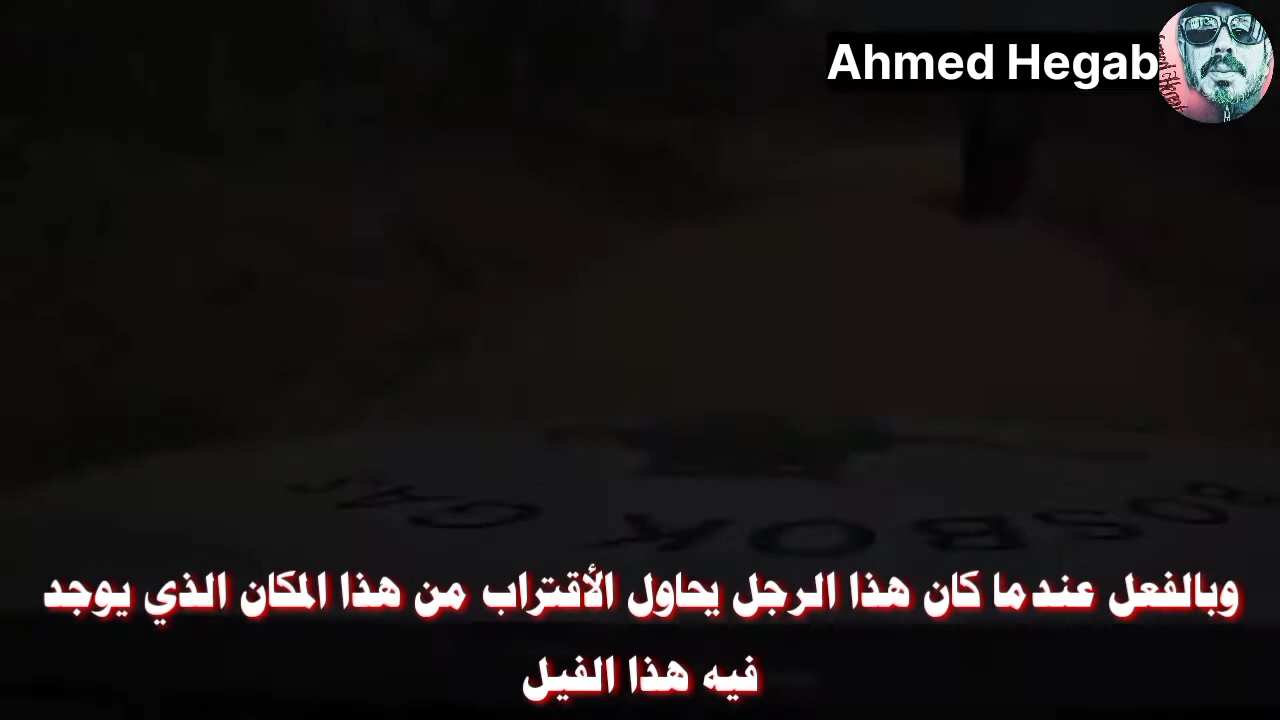 Ahmed Hegab
وبالفعل عندما كان هذا الرجل يحاول الأقتراب من هذا المكان الذي يوجد
فيه هذا الفيل